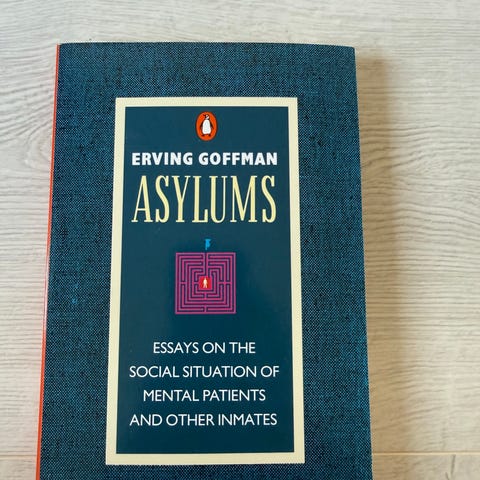 ERVING GOFFMAN
ASYLUMS
ESSAYS ON THE
SOCIAL SITUATION OF
MENTAL PATIENTS
AND OTHER INMATES